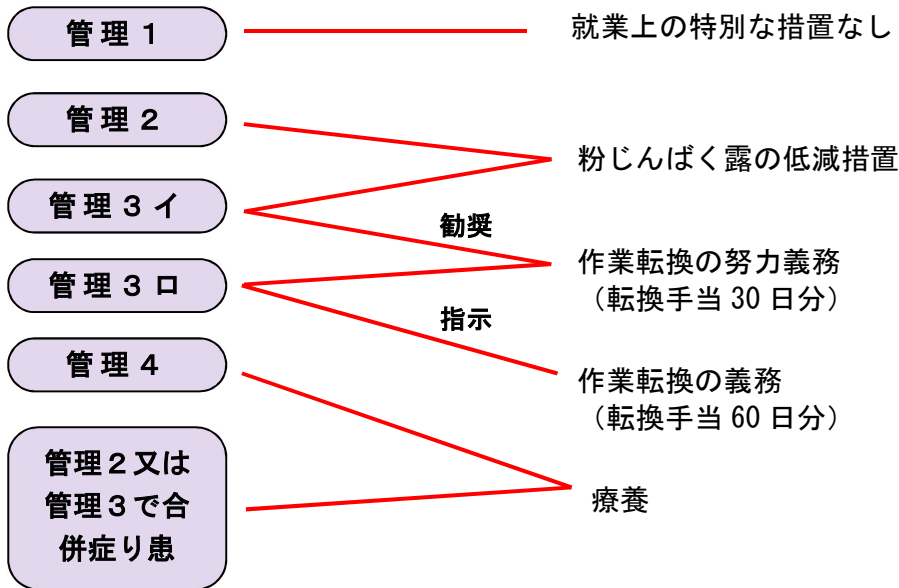 管理１
就業上の特別な措置なし
管理２
粉じんばく露の低減措置
管理３イ
勧奨
作業転換の努力義務
（転換手当30日分）
管理３ロ
指示
管理４
作業転換の義務
（転換手当60日分）
管理２又は
管理３で合
併症り患
療養